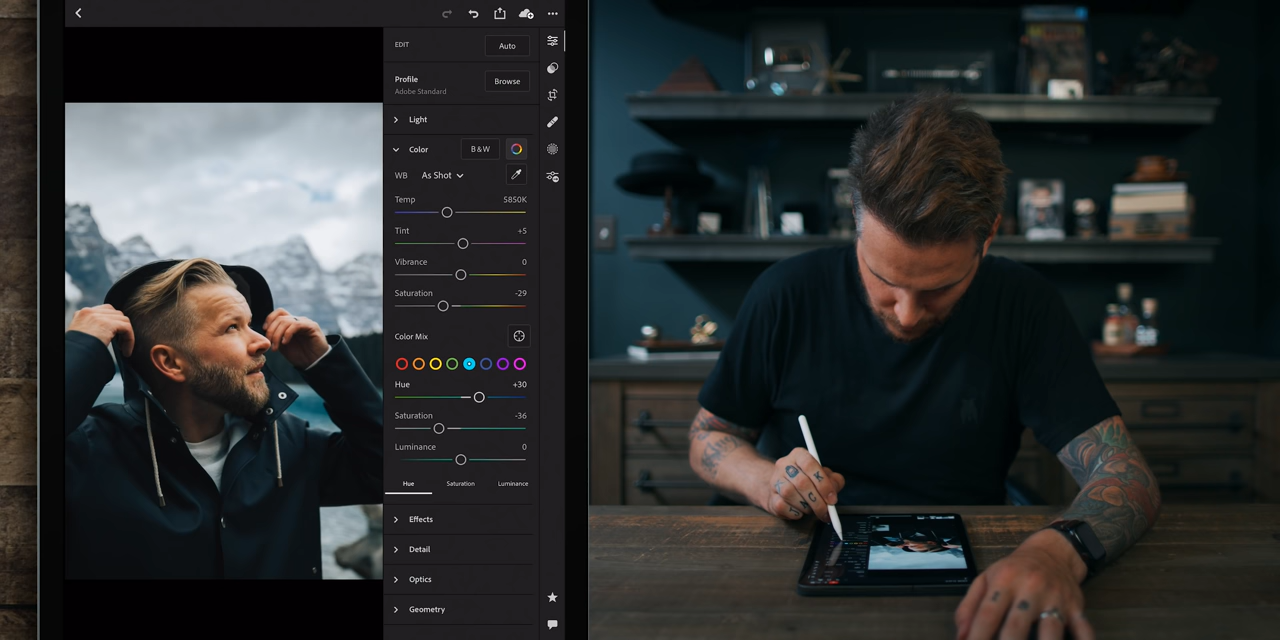 EDIT
Auto
Profile
Adobe Standard
Browse
Light
Color
B & W
WB
As Shot
Temp
5850K
Tint
+5
Vibrance
0
Saturation
-29
Color Mix
Hue
+30
Saturation
-36
Luminance
0
Hue
Saturation
Luminance
Effects
Detail
Optics
Geometry